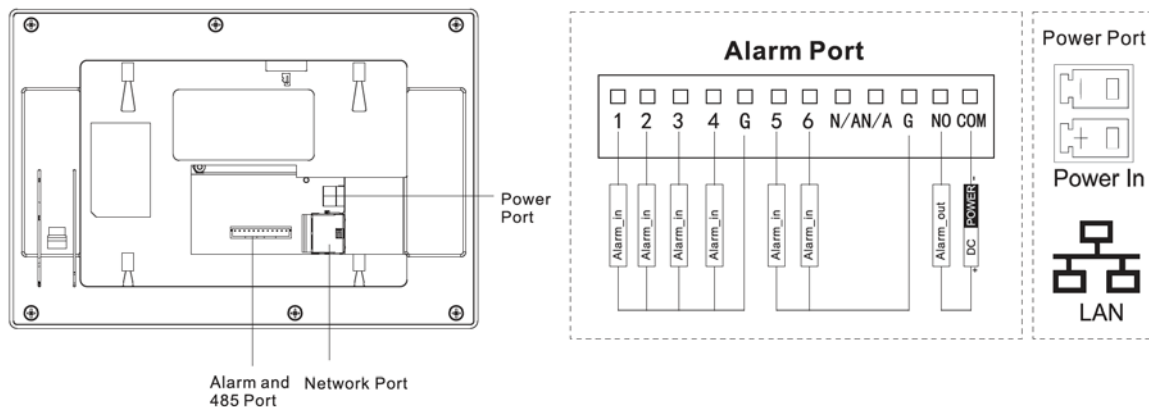 Power
Port
Alarm and
485 Port
Network Port
Alarm Port
1 2 3 4 G 5 6 N/A N/A G NO COM
Alarm_in
Alarm_in
Alarm_in
Alarm_in
Alarm_in
Alarm_in
Alarm_out
+ DC POWER -
Power Port
-
+
Power In
LAN